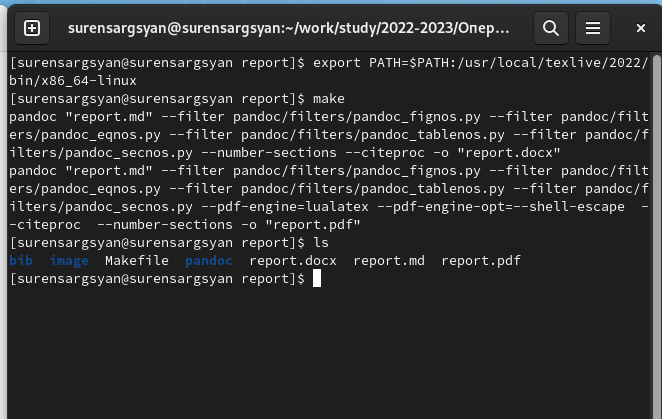 surensargsyan@surensargsyan:~/work/study/2022-2023/Опер...
[surensargsyan@surensargsyan report]$ export PATH=$PATH:/usr/local/texlive/2022/
bin/x86_64-linux
[surensargsyan@surensargsyan report]$ make
pandoc "report.md" --filter pandoc/filters/pandoc_fignos.py --filter pandoc/filt
ers/pandoc_eqnos.py --filter pandoc/filters/pandoc_tablenos.py --filter pandoc/f
ilters/pandoc_secnos.py --number-sections --citeproc -o "report.docx"
pandoc "report.md" --filter pandoc/filters/pandoc_fignos.py --filter pandoc/filt
ers/pandoc_eqnos.py --filter pandoc/filters/pandoc_tablenos.py --filter pandoc/f
ilters/pandoc_secnos.py --pdf-engine=lualatex --pdf-engine-opt=--shell-escape  -
-citeproc  --number-sections -o "report.pdf"
[surensargsyan@surensargsyan report]$ ls
bib  image  Makefile  pandoc  report.docx  report.md  report.pdf
[surensargsyan@surensargsyan report]$